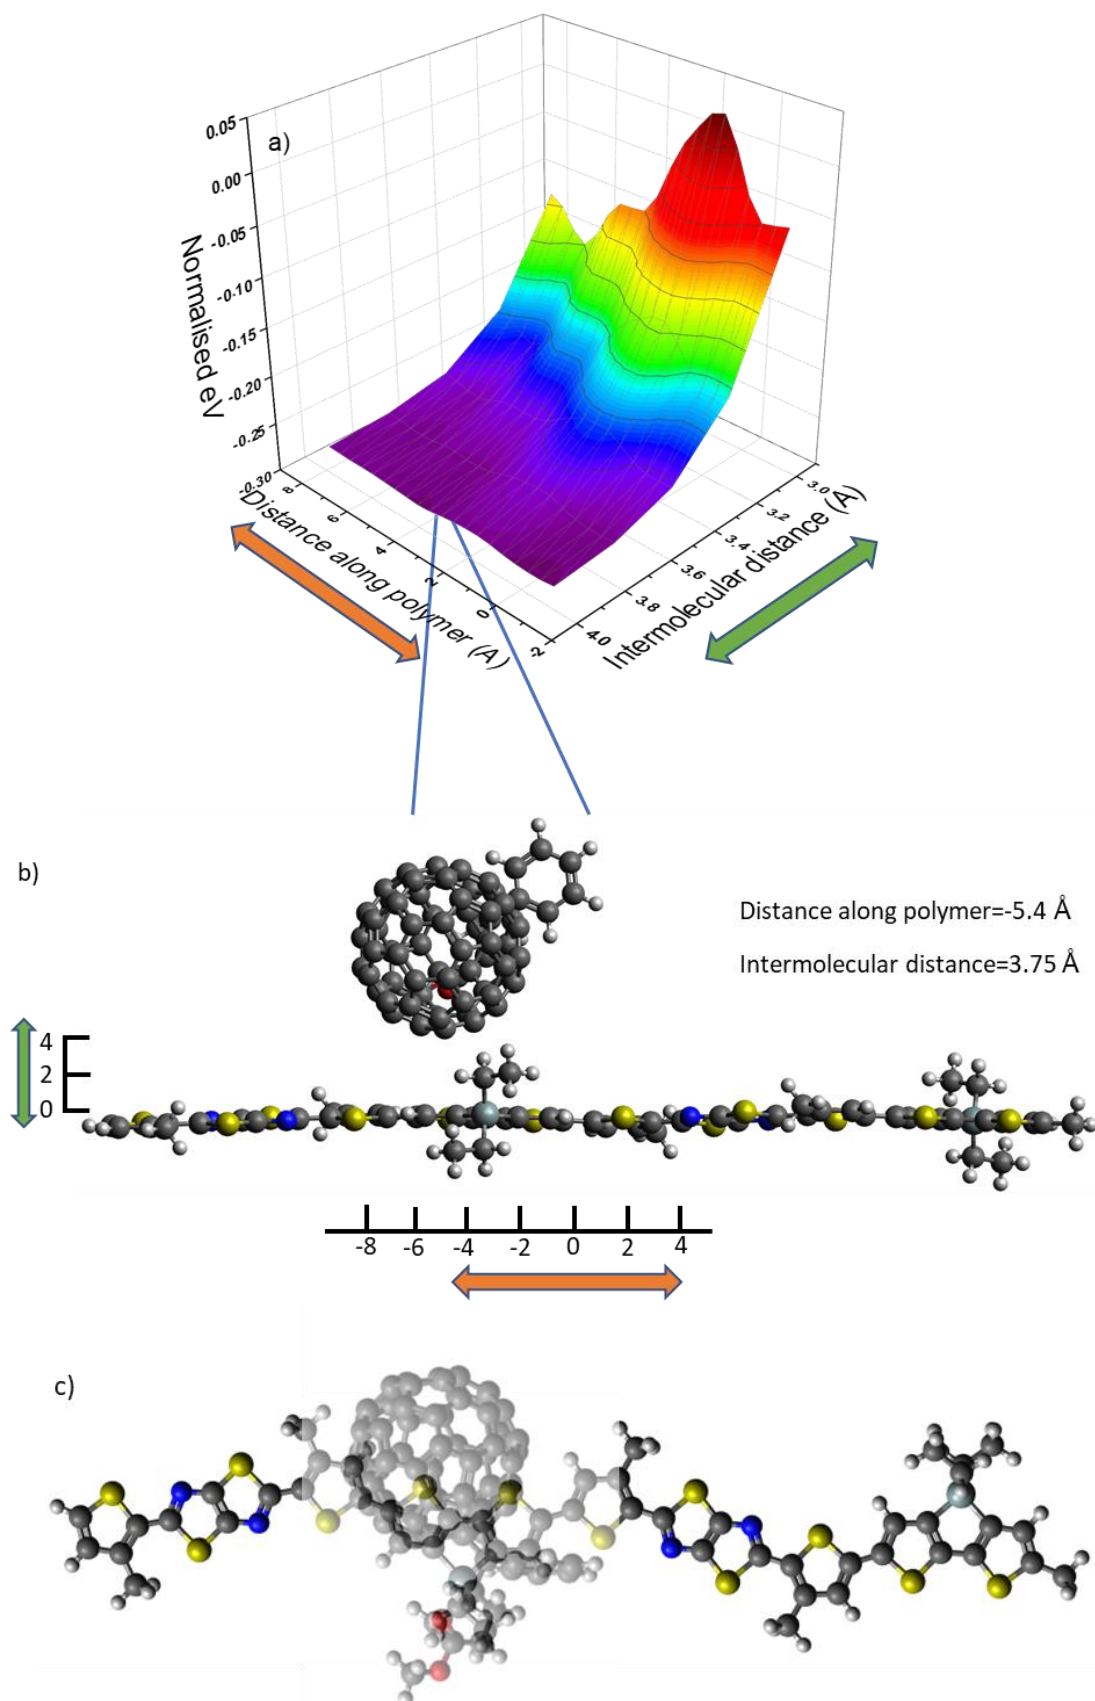 0.05
a)
0.00
-0.05
-0.10
-0.15
-0.20
-0.25
-0.30
Normalised eV
8
6
4
2
0
-2
Distance along polymer (A)
3.0
3.2
3.4
3.6
3.8
4.0
Intermolecular distance (A)
b)
Distance along polymer=-5.4 Å
Intermolecular distance=3.75 Å
4
2
0
-8 -6 -4 -2 0 2 4
c)